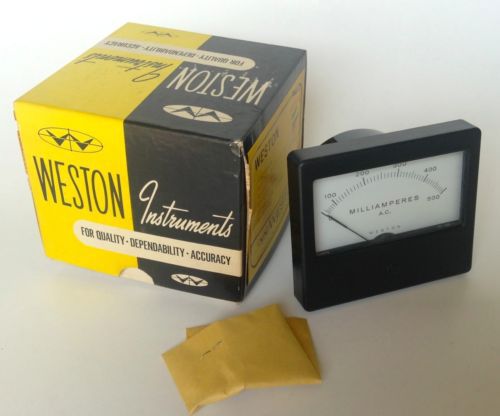 FOR QUALITY · DEPENDABILITY · ACCURACY
WESTON
Instruments
WESTON
Instruments
FOR QUALITY · DEPENDABILITY · ACCURACY
WESTON
100 200 300 400 500
MILLIAMPERES
A.C.
WESTON